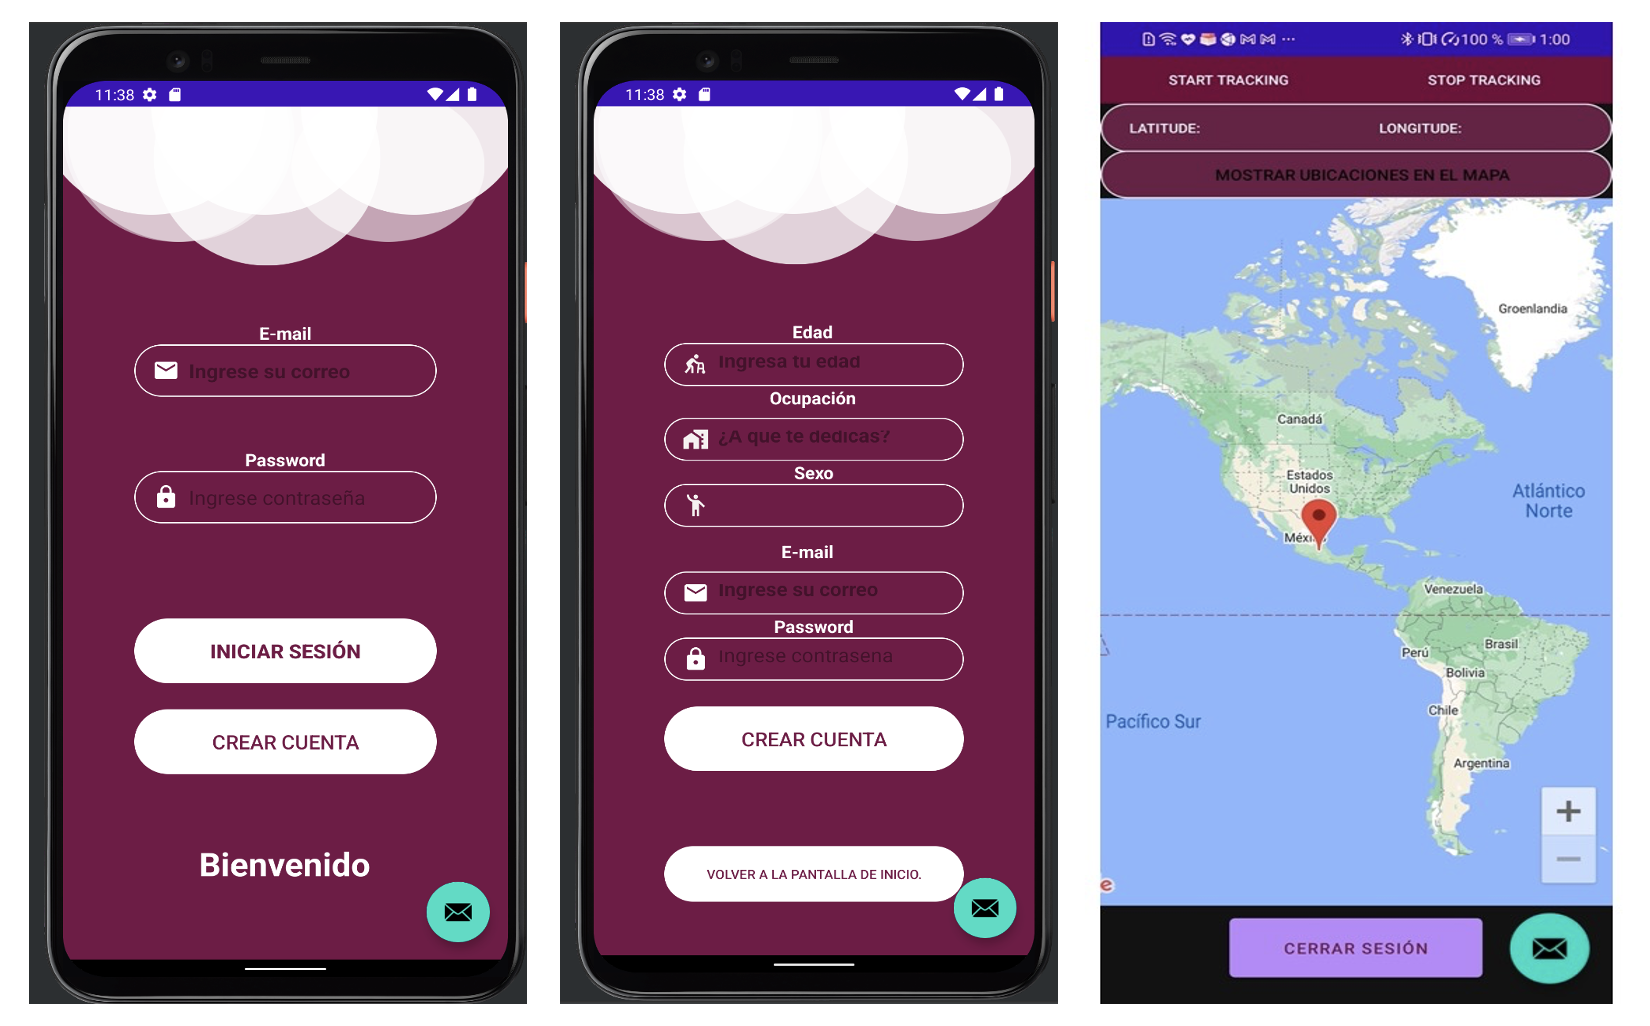 11:38
E-mail
Ingrese su correo
Password
Ingrese contraseña
INICIAR SESIÓN
CREAR CUENTA
Bienvenido
11:38
Edad
Ingresa tu edad
Ocupación
¿A que te dedicas?
Sexo
E-mail
Ingrese su correo
Password
Ingrese contrasena
CREAR CUENTA
VOLVER A LA PANTALLA DE INICIO.
100 % 1:00
START TRACKING STOP TRACKING
LATITUDE: LONGITUDE:
MOSTRAR UBICACIONES EN EL MAPA
Groenlandia
Canadá
Estados
Unidos
Atlántico
Norte
Venezuela
Brasil
Perú
Bolivia
Chile
Pacífico Sur
Argentina
CERRAR SESIÓN